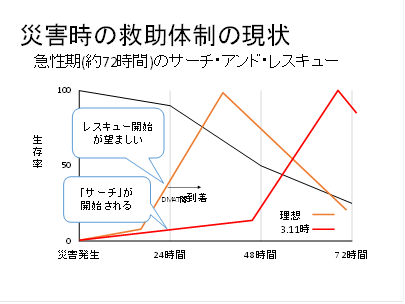 災害時の救助体制の現状
急性期(約72時間)のサーチ・アンド・レスキュー
100
レスキュー開始
が望ましい
生存率
50
「サーチ」が
開始される
到着
理想
3.11時
0
災害発生
24時間
48時間
72時間